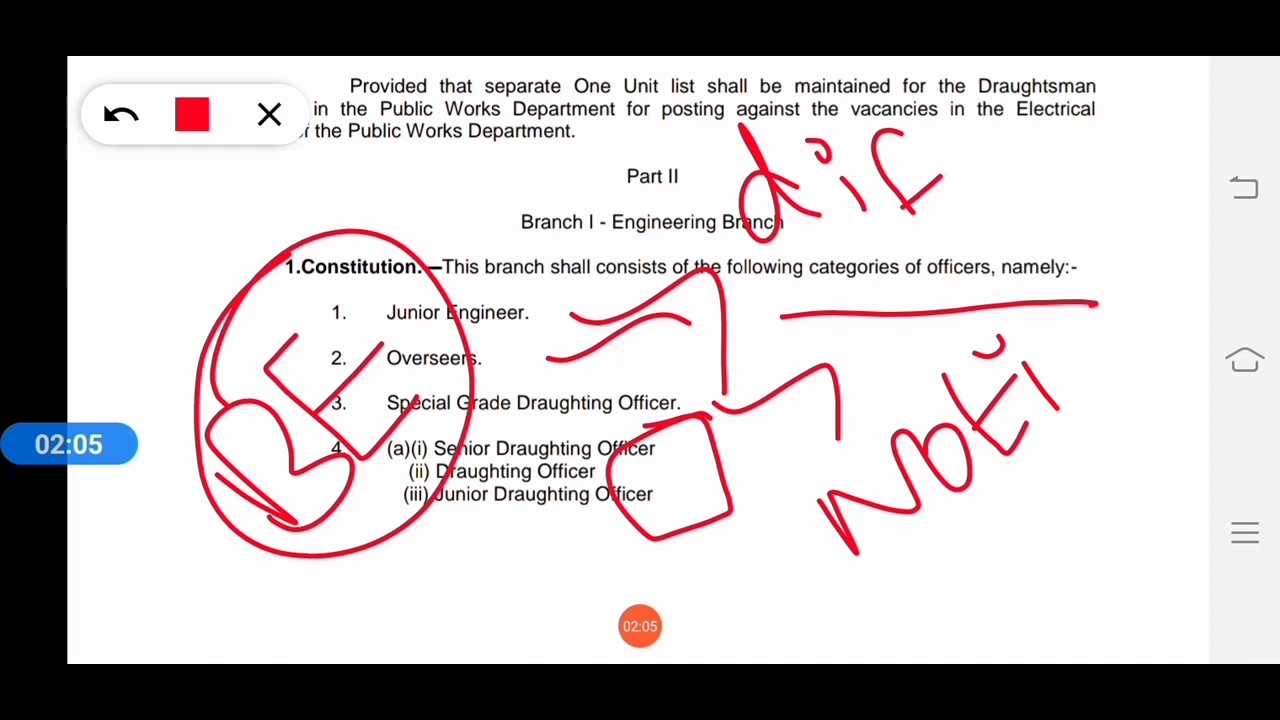 Provided that separate One Unit list shall be maintained for the Draughtsman
in the Public Works Department for posting against the vacancies in the Electrical
the Public Works Department.
Part II
Branch I - Engineering Branch
1.Constitution.—This branch shall consists of the following categories of officers, namely:-
1. Junior Engineer.
2. Overseers.
3. Special Grade Draughting Officer.
4. (a)(i) Senior Draughting Officer
(ii) Draughting Officer
(iii) Junior Draughting Officer
02:05
02:05